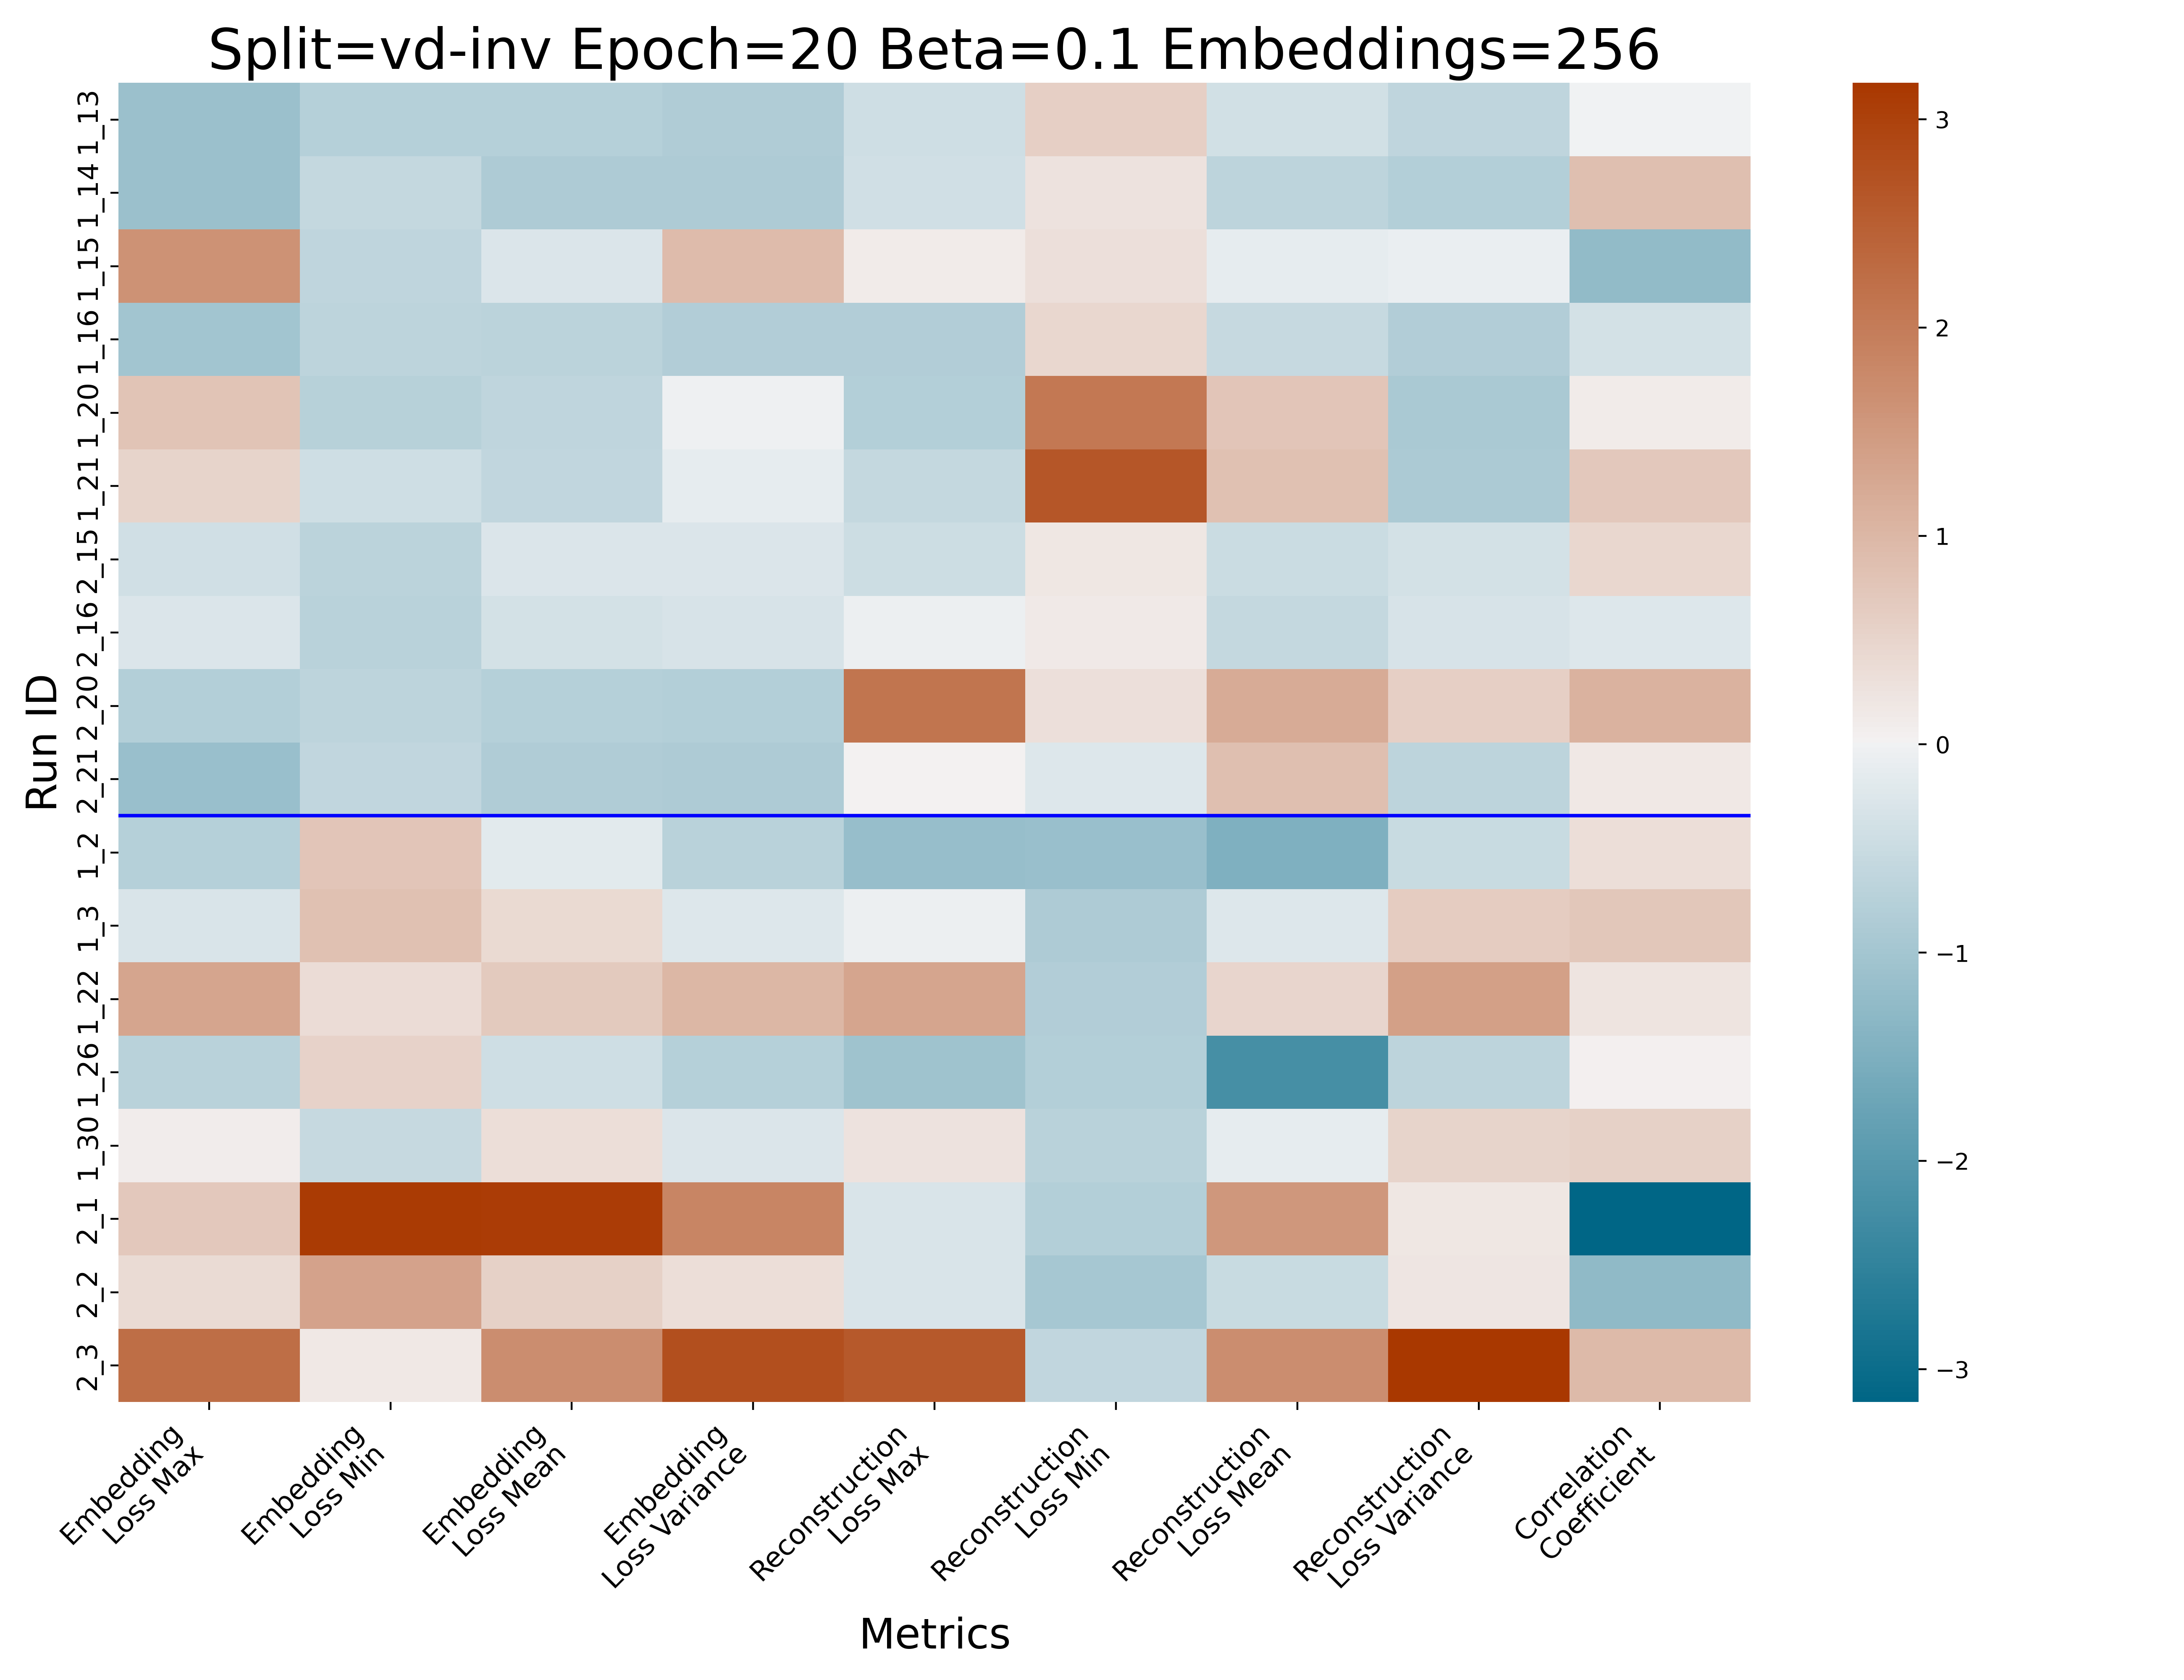 Split=vd-inv Epoch=20 Beta=0.1 Embeddings=256
Run ID
1_13
1_14
1_15
1_16
1_20
1_21
2_15
2_16
2_20
2_21
1_2
1_3
1_22
1_26
1_30
2_1
2_2
2_3
Embedding
Loss Max
Embedding
Loss Min
Embedding
Loss Mean
Embedding
Loss Variance
Reconstruction
Loss Max
Reconstruction
Loss Min
Reconstruction
Loss Mean
Reconstruction
Loss Variance
Correlation
Coefficient
Metrics
3
2
1
0
−1
−2
−3